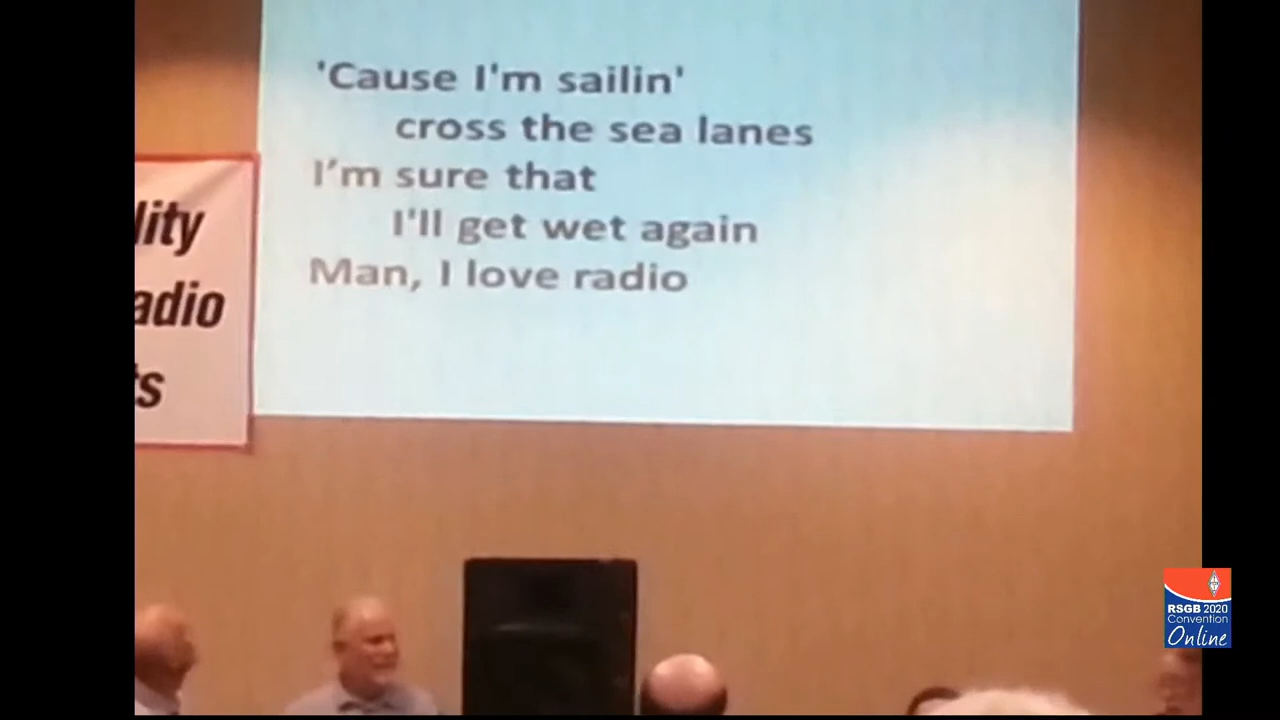 'Cause I'm sailin'
cross the sea lanes
I’m sure that
I'll get wet again
Man, I love radio
lity
adio
ts
RSGB 2020
Convention
Online